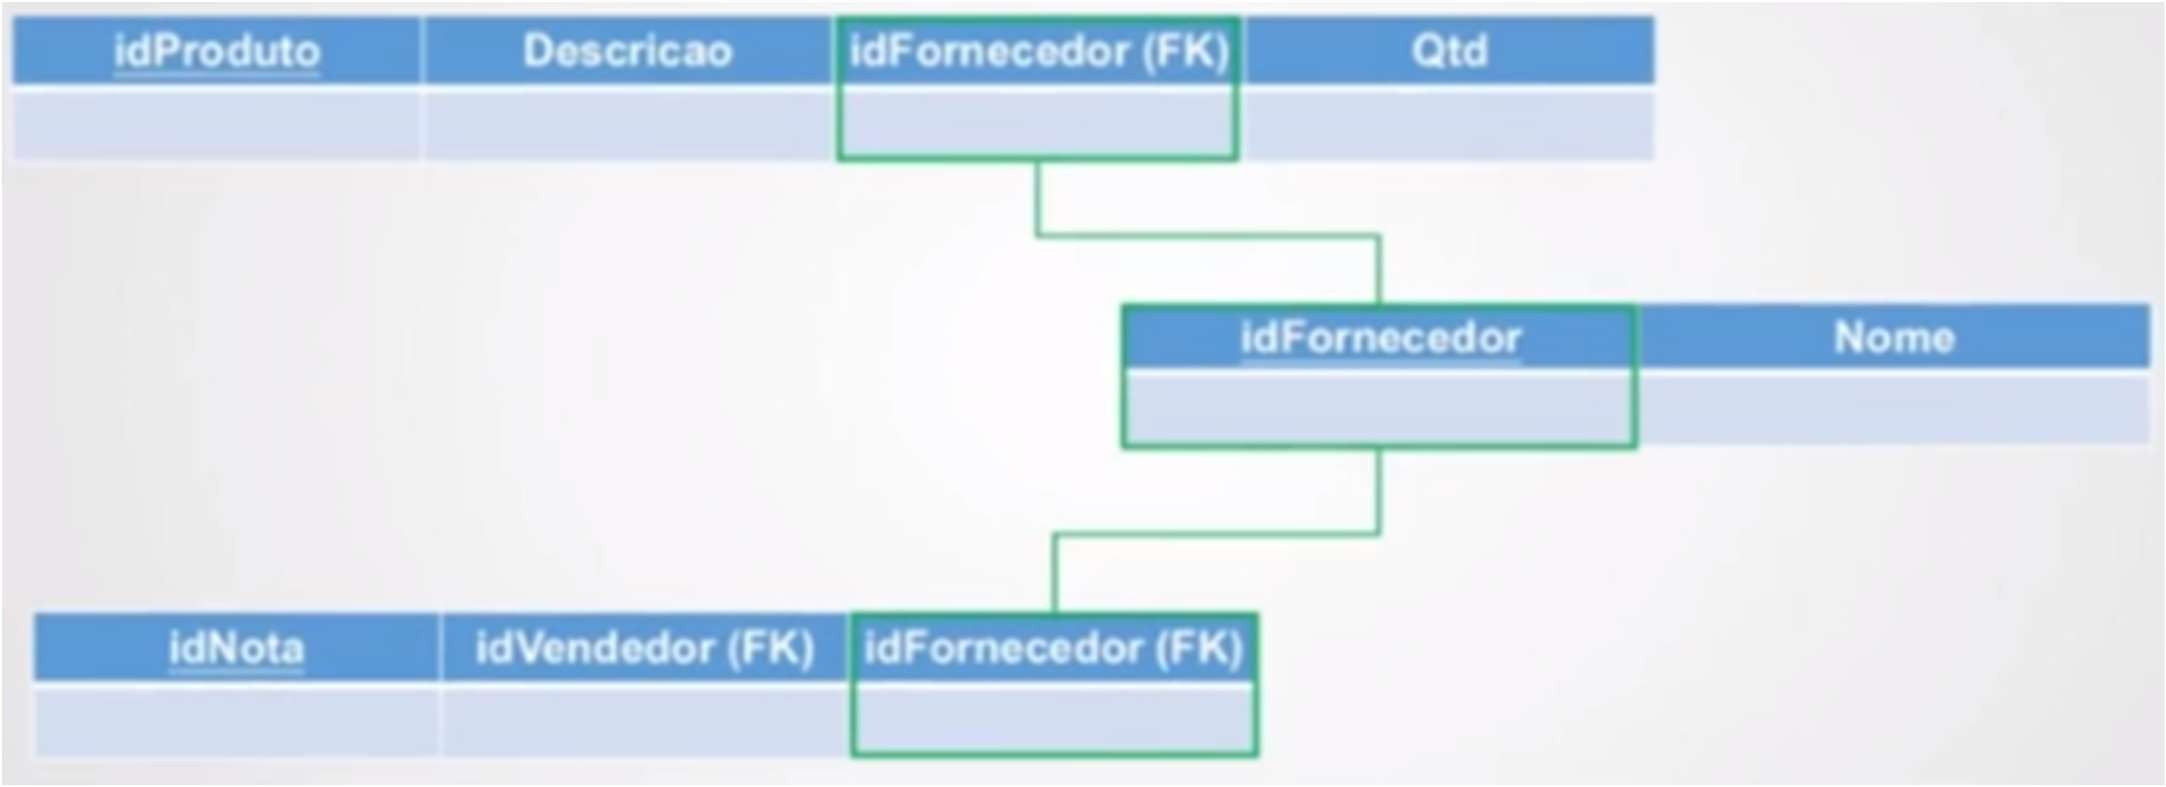 idProduto Descricao idFornecedor (FK) Qtd
idFornecedor Nome
idNota idVendedor (FK) idFornecedor (FK)